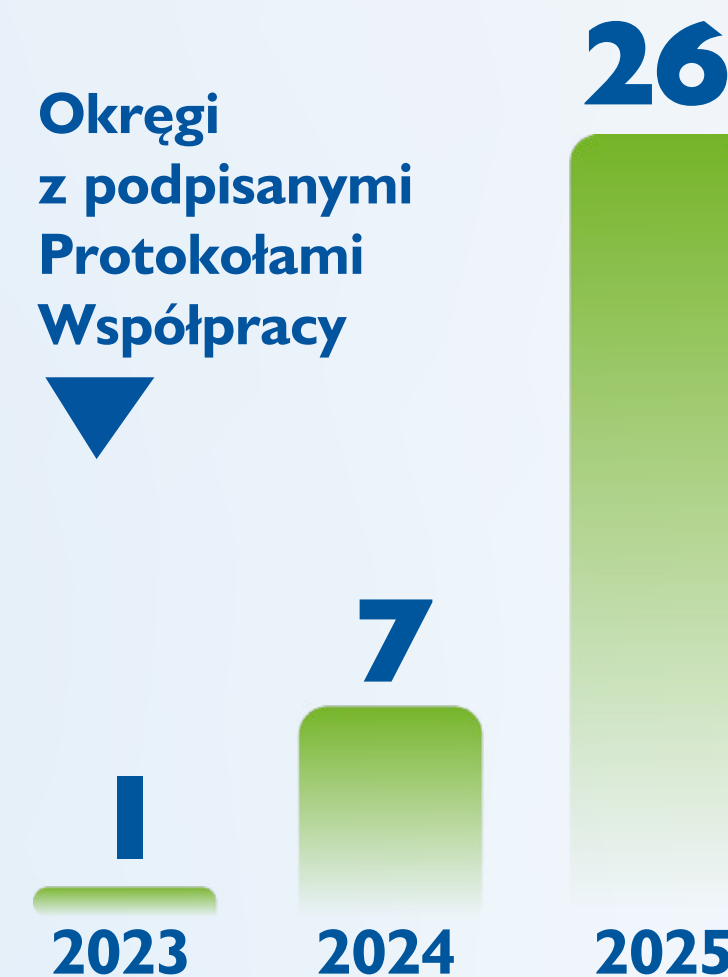 26
Okręgi
z podpisanymi
Protokołami
Współpracy
7
1
2023 2024 2025